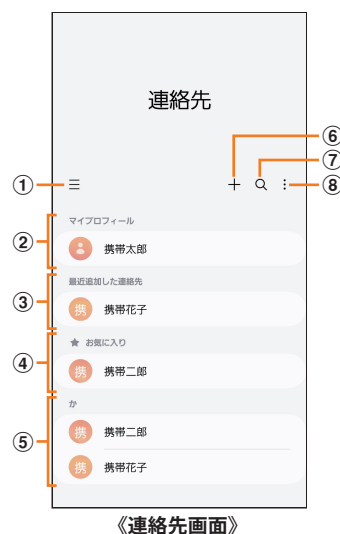 連絡先
⑥
⑦
① ⑧
マイプロフィール
② 携帯太郎
最近追加した連絡先
③ 携 携帯花子
★ お気に入り
④ 携 携帯二郎
か
携 携帯二郎
⑤
携 携帯花子
《連絡先画面》